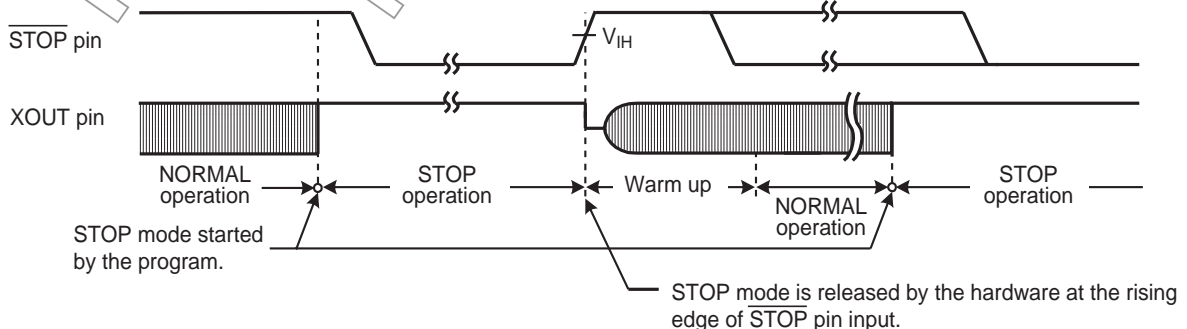 STOP pin
VIH
XOUT pin
NORMAL
operation
STOP
operation
Warm up
NORMAL
operation
STOP
operation
STOP mode started
by the program.
STOP mode is released by the hardware at the rising
edge of STOP pin input.